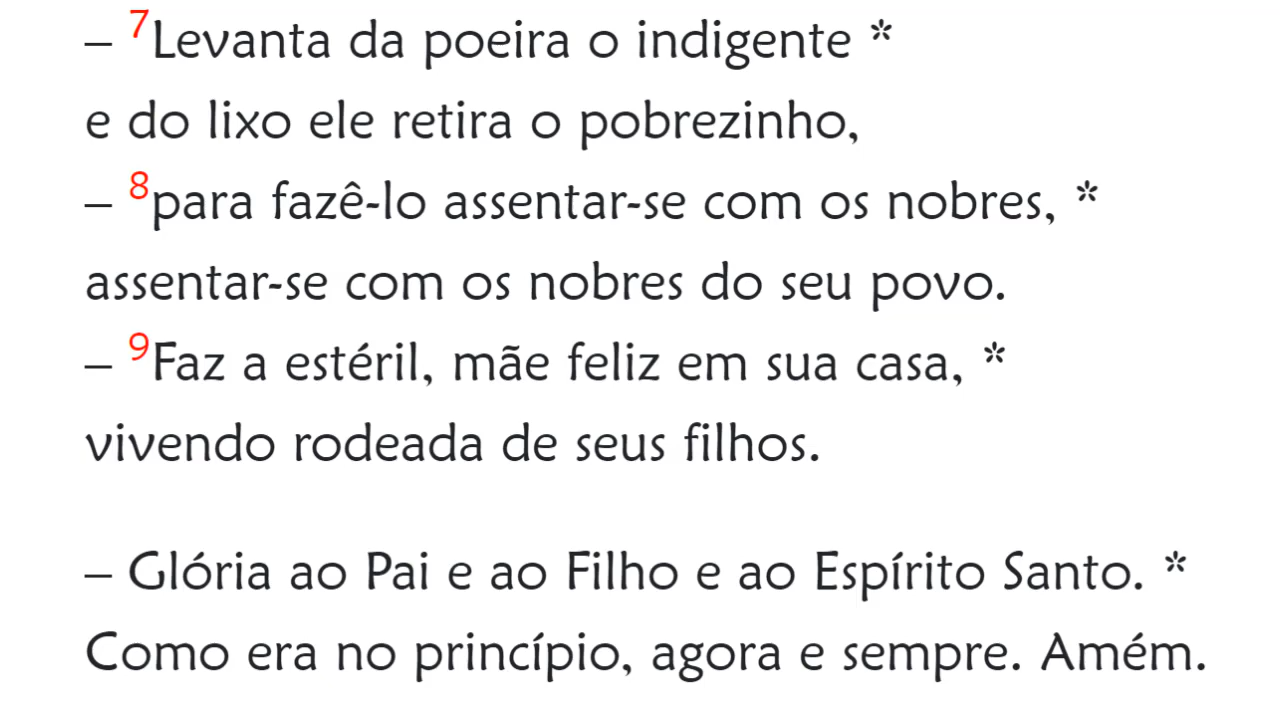 – 7Levanta da poeira o indigente *
e do lixo ele retira o pobrezinho,
– 8para fazê-lo assentar-se com os nobres, *
assentar-se com os nobres do seu povo.
– 9Faz a estéril, mãe feliz em sua casa, *
vivendo rodeada de seus filhos.
– Glória ao Pai e ao Filho e ao Espírito Santo. *
Como era no princípio, agora e sempre. Amém.